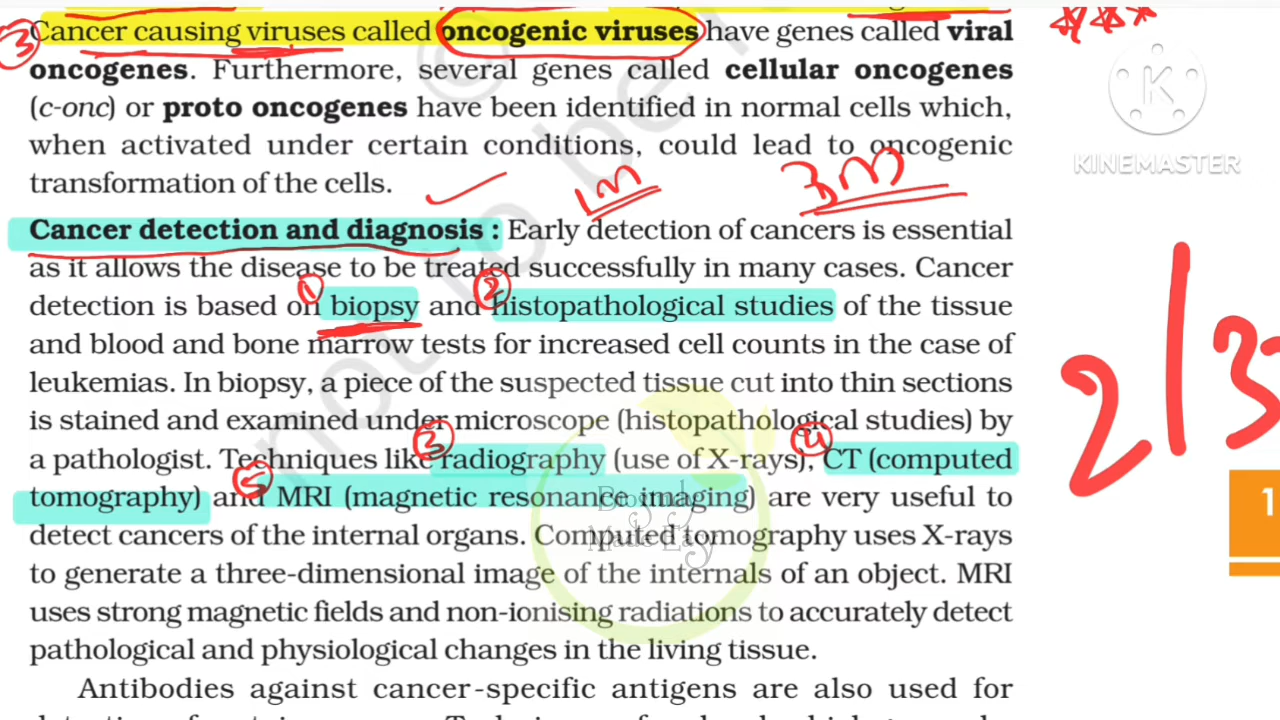 ③ Cancer causing viruses called oncogenic viruses have genes called viral
oncogenes. Furthermore, several genes called cellular oncogenes
(c-onc) or proto oncogenes have been identified in normal cells which,
when activated under certain conditions, could lead to oncogenic
transformation of the cells.
1m 3m
Cancer detection and diagnosis : Early detection of cancers is essential
as it allows the disease to be treated successfully in many cases. Cancer
detection is based on ① biopsy and ② histopathological studies of the tissue
and blood and bone marrow tests for increased cell counts in the case of
leukemias. In biopsy, a piece of the suspected tissue cut into thin sections
is stained and examined under microscope (histopathological studies) by
a pathologist. Techniques like ③ radiography (use of X-rays), ④ CT (computed
tomography) and ⑤ MRI (magnetic resonance imaging) are very useful to
detect cancers of the internal organs. Computed tomography uses X-rays
to generate a three-dimensional image of the internals of an object. MRI
uses strong magnetic fields and non-ionising radiations to accurately detect
pathological and physiological changes in the living tissue.
Antibodies against cancer-specific antigens are also used for
K
KINEMASTER
2/3
1
Made Easy